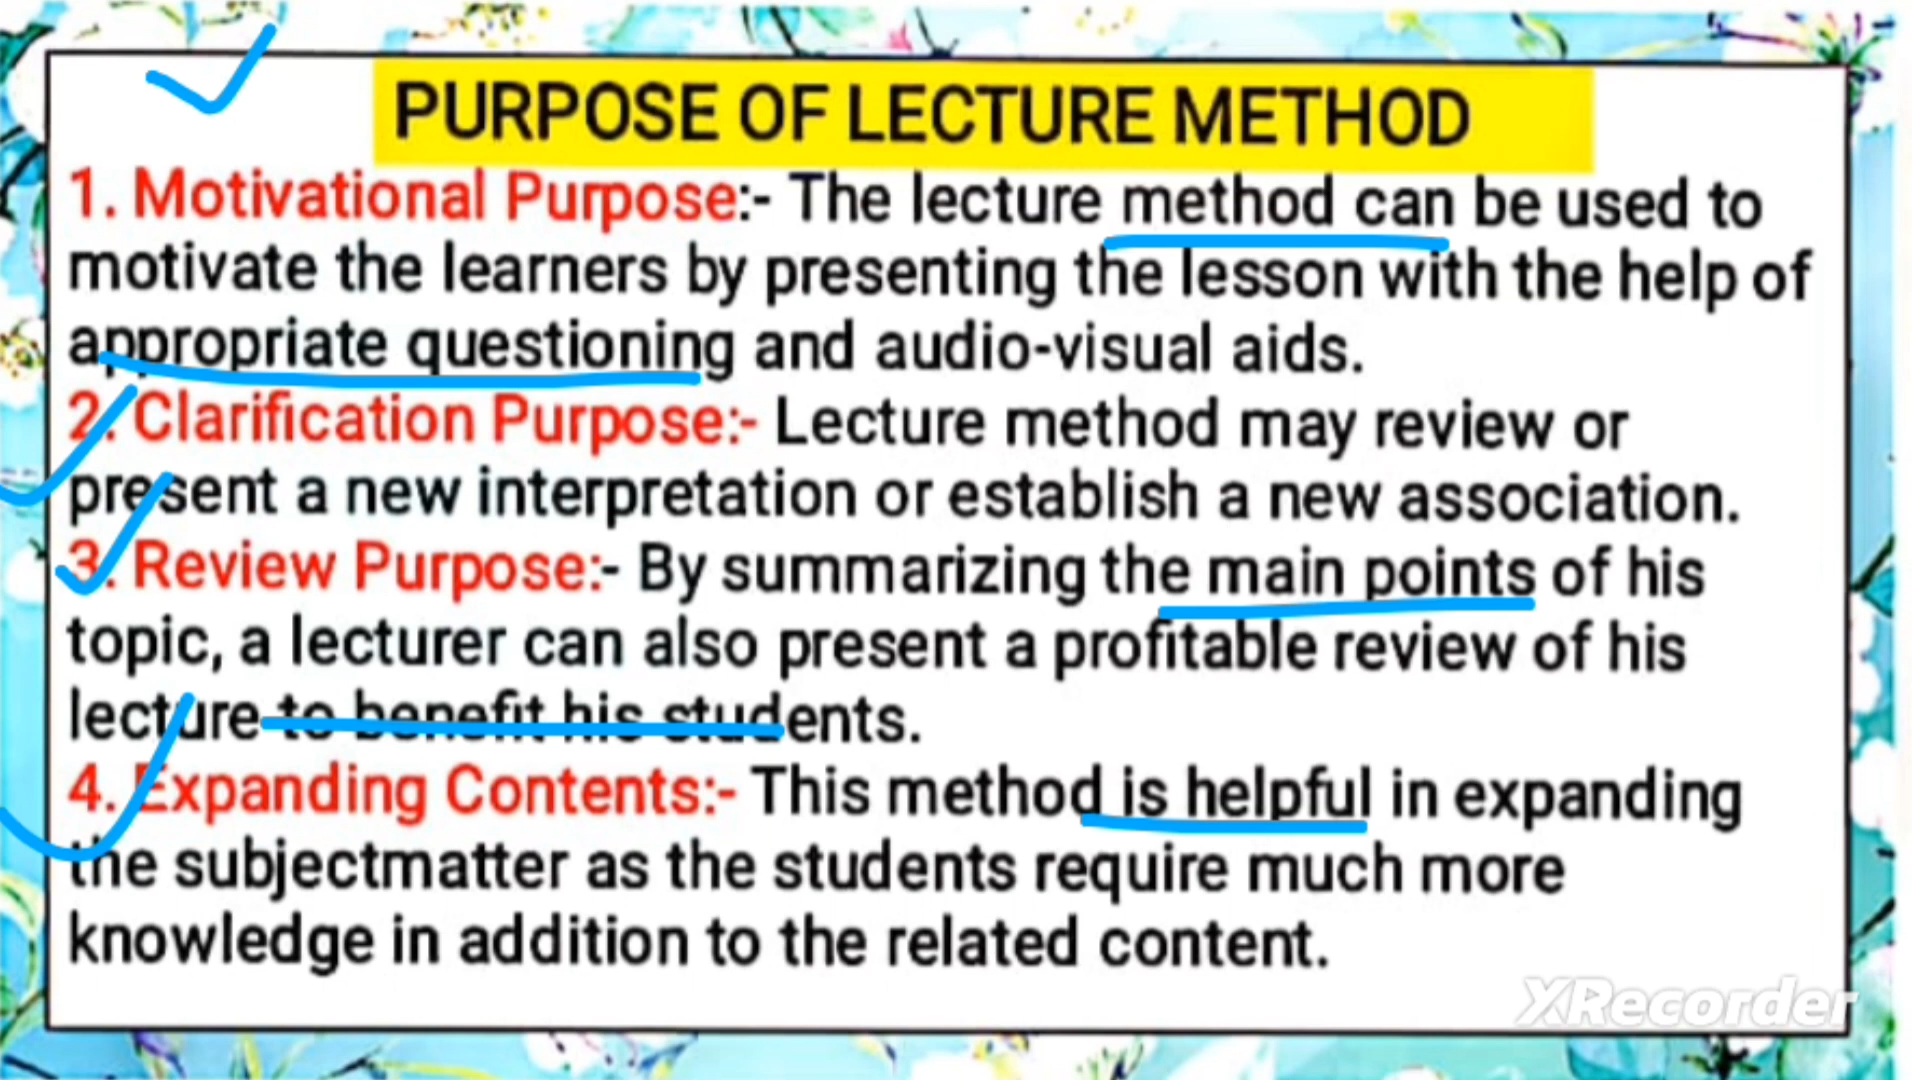 PURPOSE OF LECTURE METHOD
1. Motivational Purpose:- The lecture method can be used to
motivate the learners by presenting the lesson with the help of
appropriate questioning and audio-visual aids.
2. Clarification Purpose:- Lecture method may review or
present a new interpretation or establish a new association.
3. Review Purpose:- By summarizing the main points of his
topic, a lecturer can also present a profitable review of his
lecture to benefit his students.
4. Expanding Contents:- This method is helpful in expanding
the subjectmatter as the students require much more
knowledge in addition to the related content.
XRecorder